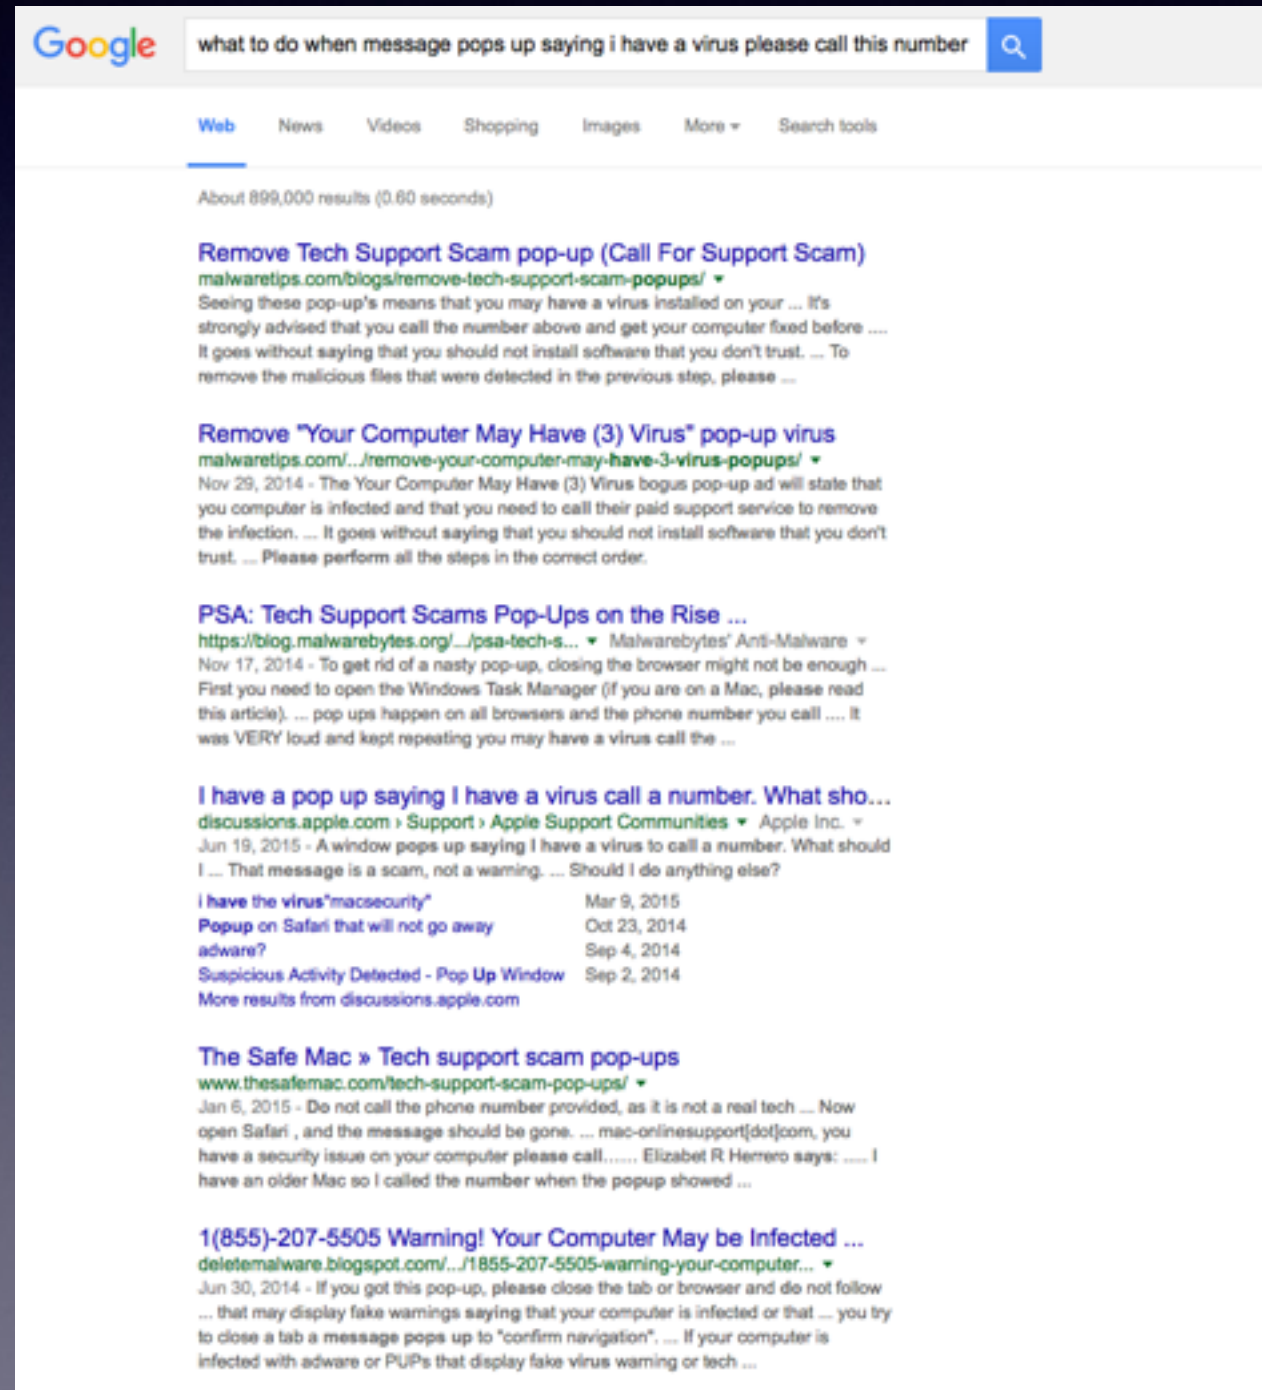 Google
what to do when message pops up saying i have a virus please call this number
Web News Videos Shopping Images More Search tools
About 899,000 results (0.60 seconds)
Remove Tech Support Scam pop-up (Call For Support Scam)
malwaretips.com/blogs/remove-tech-support-scam-popups/
Seeing these pop-up's means that you may have a virus installed on your ... It's
strongly advised that you call the number above and get your computer fixed before ....
It goes without saying that you should not install software that you don't trust. ... To
remove the malicious files that were detected in the previous step, please ...
Remove "Your Computer May Have (3) Virus" pop-up virus
malwaretips.com/.../remove-your-computer-may-have-3-virus-popups/
Nov 29, 2014 - The Your Computer May Have (3) Virus bogus pop-up ad will state that
you computer is infected and that you need to call their paid support service to remove
the infection. ... It goes without saying that you should not install software that you don't
trust. ... Please perform all the steps in the correct order.
PSA: Tech Support Scams Pop-Ups on the Rise ...
https://blog.malwarebytes.org/.../psa-tech-s... Malwarebytes' Anti-Malware
Nov 17, 2014 - To get rid of a nasty pop-up, closing the browser might not be enough ...
First you need to open the Windows Task Manager (if you are on a Mac, please read
this article). ... pop ups happen on all browsers and the phone number you call .... It
was VERY loud and kept repeating you may have a virus call the ...
I have a pop up saying I have a virus call a number. What sho...
discussions.apple.com › Support › Apple Support Communities Apple Inc.
Jun 19, 2015 - A window pops up saying I have a virus to call a number. What should
I ... That message is a scam, not a warning. ... Should I do anything else?
i have the virus"macsecurity" Mar 9, 2015
Popup on Safari that will not go away Oct 23, 2014
adware? Sep 4, 2014
Suspicious Activity Detected - Pop Up Window Sep 2, 2014
More results from discussions.apple.com
The Safe Mac » Tech support scam pop-ups
www.thesafemac.com/tech-support-scam-pop-ups/
Jan 6, 2015 - Do not call the phone number provided, as it is not a real tech ... Now
open Safari , and the message should be gone. ... mac-onlinesupport[dot]com, you
have a security issue on your computer please call...... Elizabet R Herrero says: ..... I
have an older Mac so I called the number when the popup showed ...
1(855)-207-5505 Warning! Your Computer May be Infected ...
deletemalware.blogspot.com/.../1855-207-5505-warning-your-computer...
Jun 30, 2014 - If you got this pop-up, please close the tab or browser and do not follow
... that may display fake warnings saying that your computer is infected or that ... you try
to close a tab a message pops up to "confirm navigation". ... If your computer is
infected with adware or PUPs that display fake virus warning or tech ...